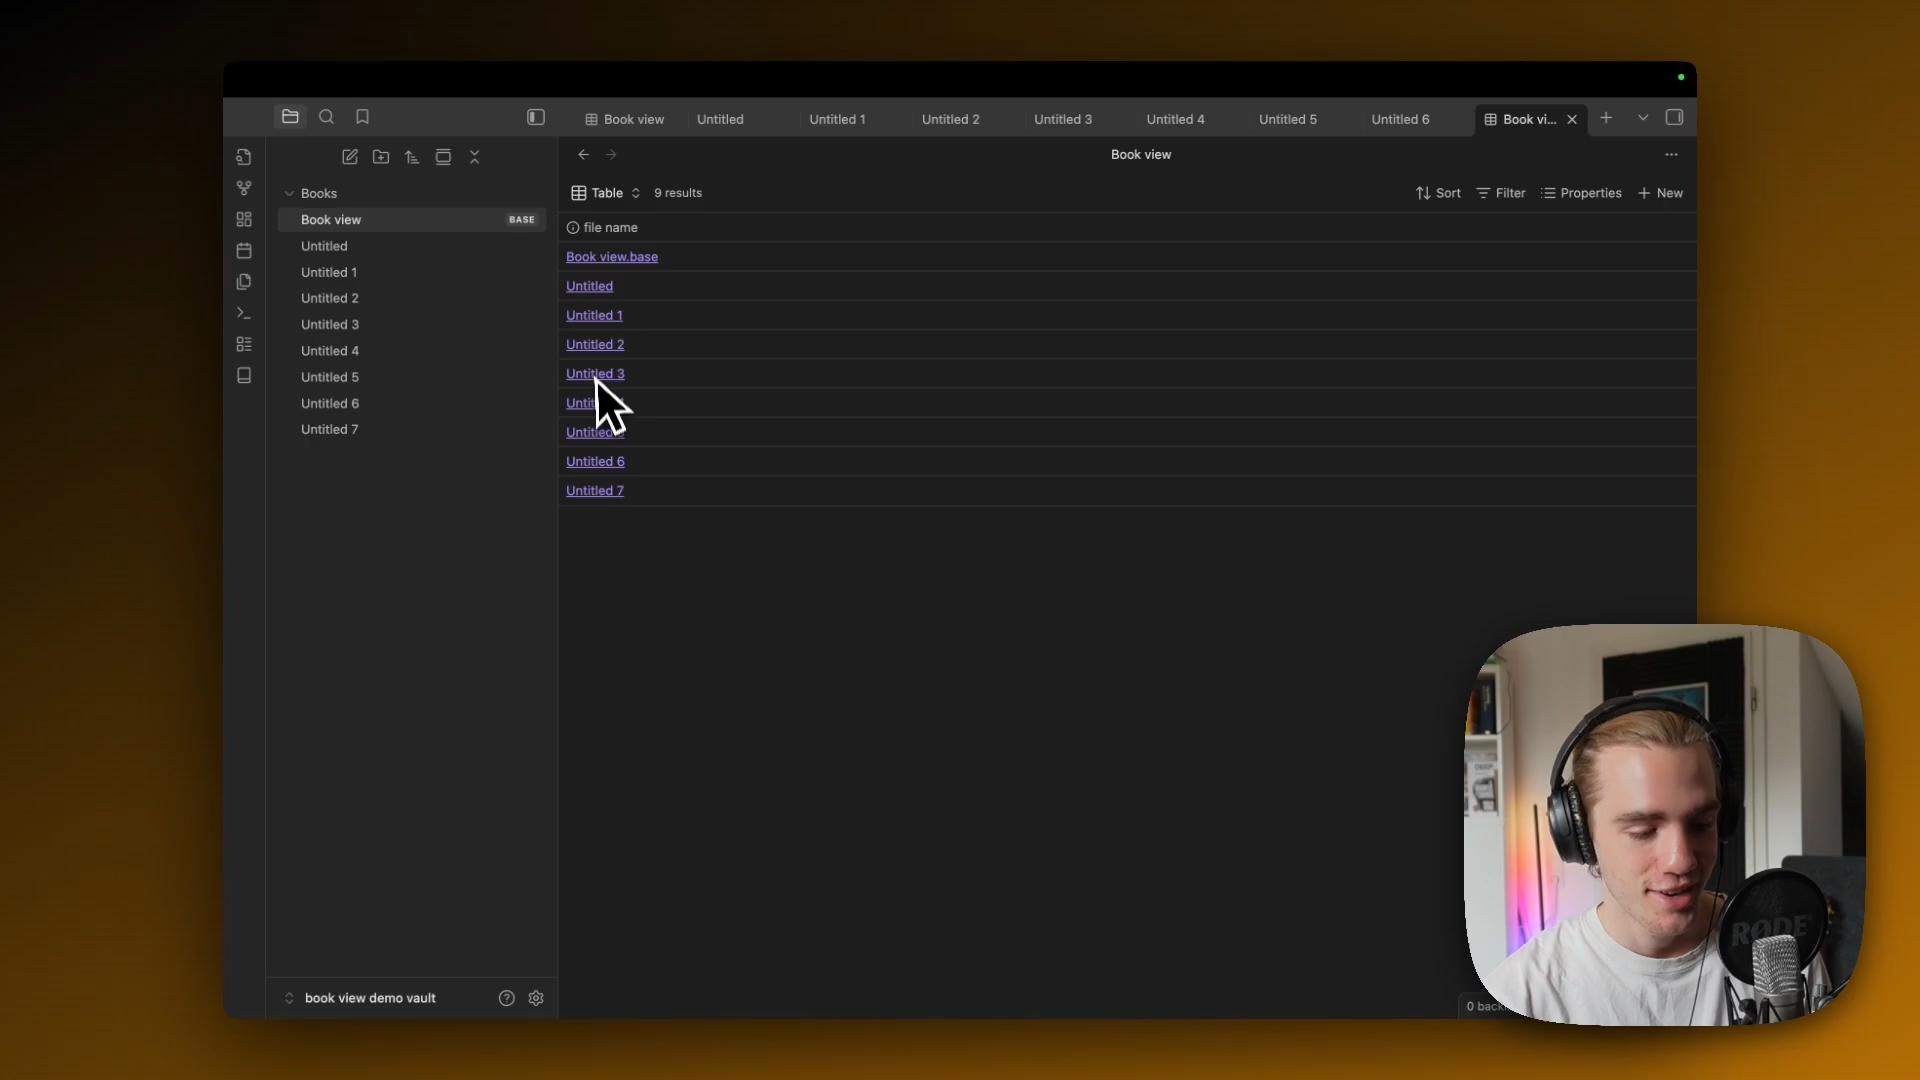 Book view
Untitled
Untitled 1
Untitled 2
Untitled 3
Untitled 4
Untitled 5
Untitled 6
Book vi...
Book view
Books
Book view
BASE
Untitled
Untitled 1
Untitled 2
Untitled 3
Untitled 4
Untitled 5
Untitled 6
Untitled 7
Table
9 results
Sort
Filter
Properties
New
file name
Book view.base
Untitled
Untitled 1
Untitled 2
Untitled 3
Untitled 6
Untitled 7
book view demo vault
0 back
RØDE